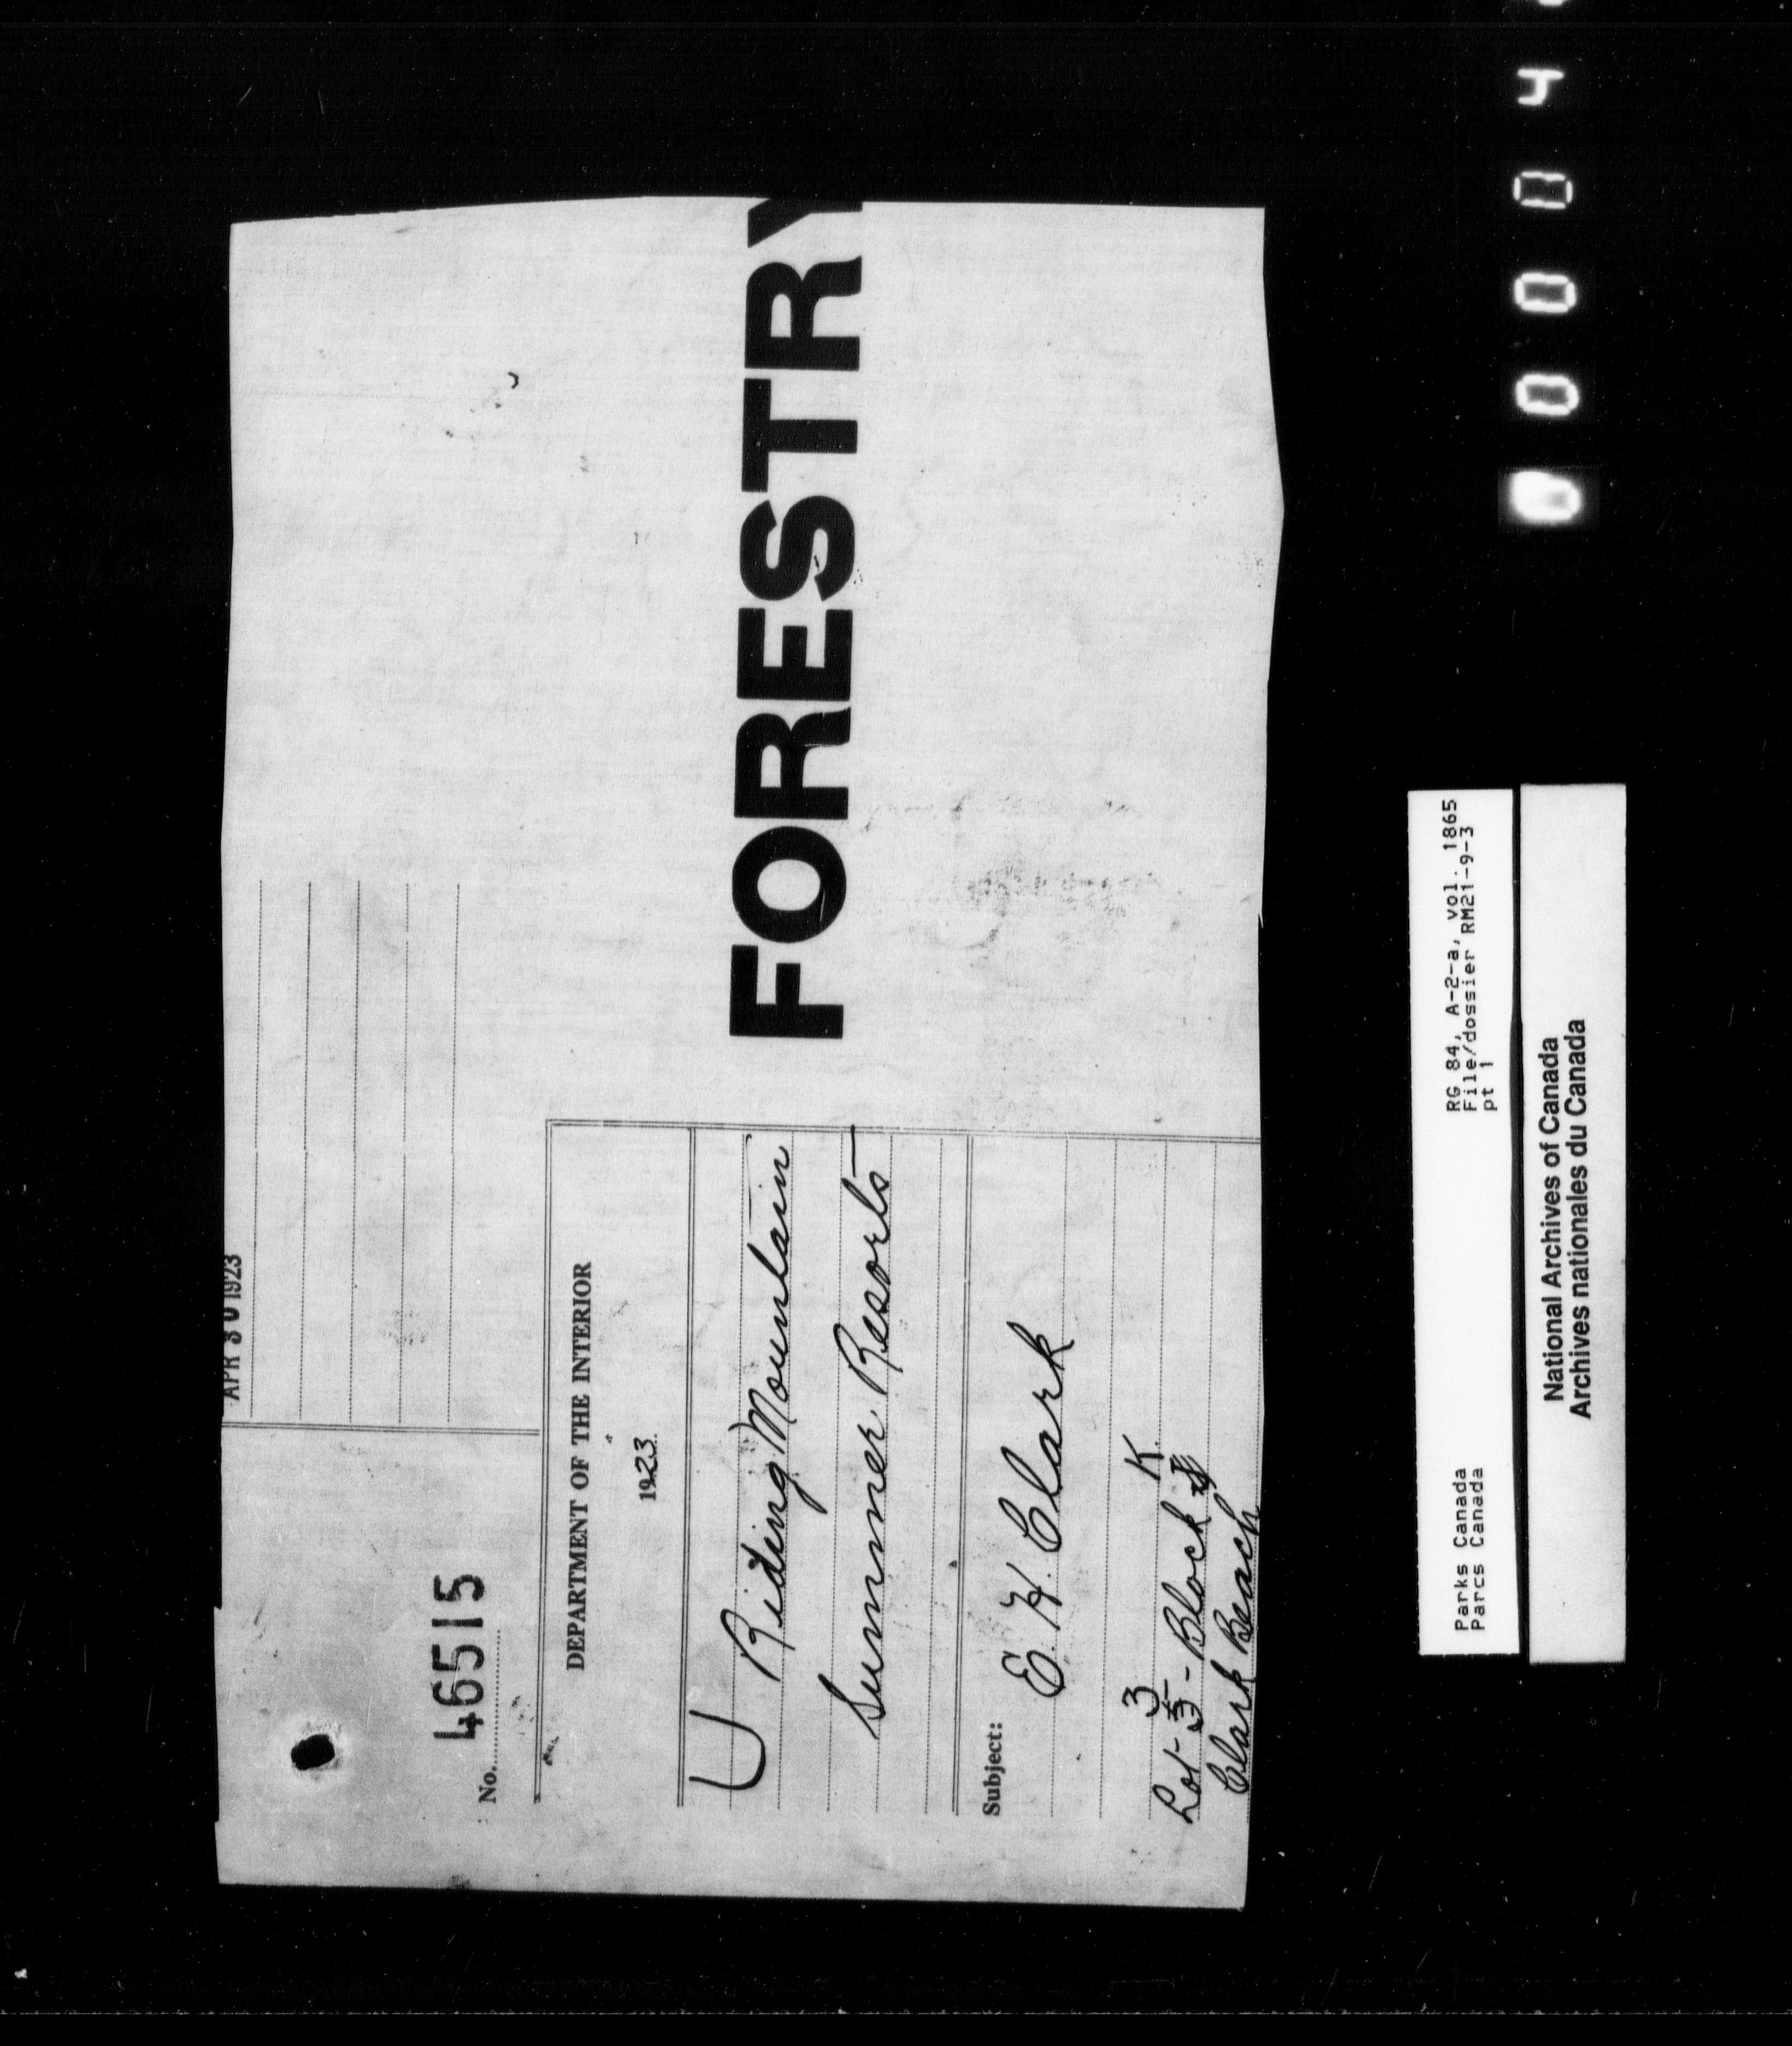 APR 30 1923
No. 46515
DEPARTMENT OF THE INTERIOR
1923
U Riding Mountain
Summer Resorts
Subject:
E. H. Clark
3 K
Lot-5-Block J
Clark Beach
FORESTRY
Parks Canada
Parcs Canada
RG 84, A-2-a, vol. 1865
File/dossier RM21-9-3
pt 1
National Archives of Canada
Archives nationales du Canada